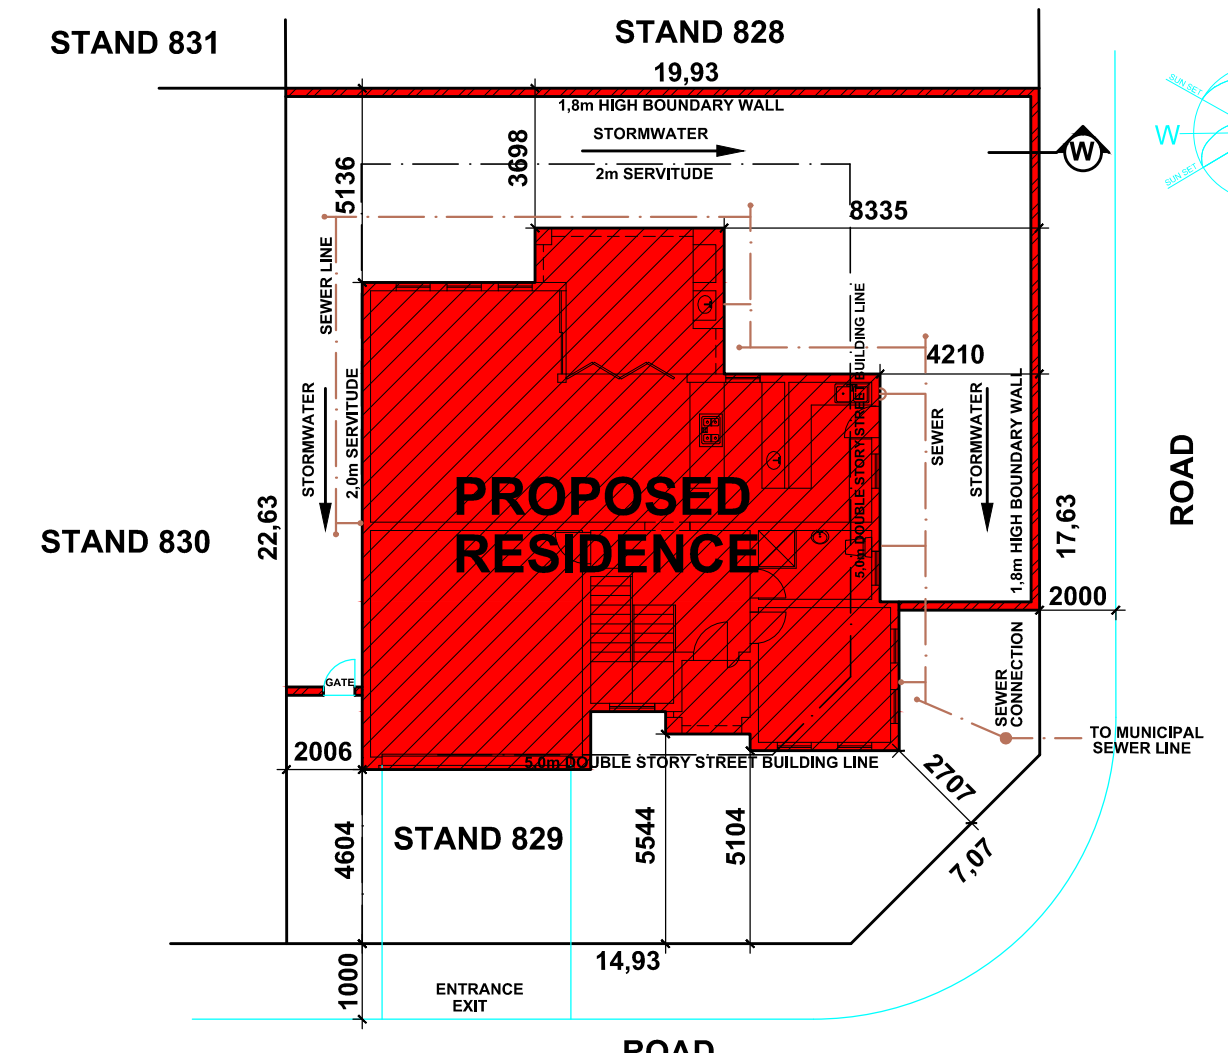 STAND 831
STAND 828
19,93
1,8m HIGH BOUNDARY WALL
STORMWATER
2m SERVITUDE
3698
5136
8335
SUN SET
W
SUN SET
W
SEWER LINE
STORMWATER
2,0m SERVITUDE
4210
5.0m DOUBLE STORY STREET BUILDING LINE
SEWER
STORMWATER
1,8m HIGH BOUNDARY WALL
17,63
ROAD
22,63
STAND 830
PROPOSED
RESIDENCE
2000
GATE
SEWER
CONNECTION
TO MUNICIPAL
SEWER LINE
2006
5.0m DOUBLE STORY STREET BUILDING LINE
2707
7,07
4604
STAND 829
5544
5104
14,93
1000
ENTRANCE
EXIT
ROAD